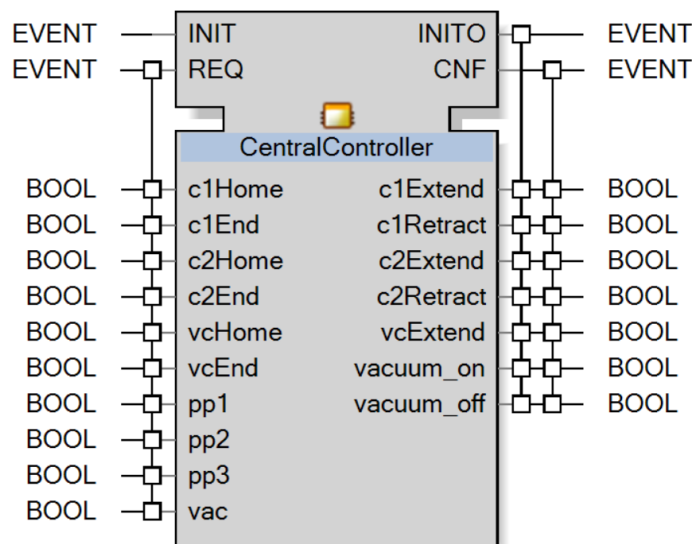 EVENT INIT INITO EVENT
EVENT REQ CNF EVENT
CentralController
BOOL c1Home c1Extend BOOL
BOOL c1End c1Retract BOOL
BOOL c2Home c2Extend BOOL
BOOL c2End c2Retract BOOL
BOOL vcHome vcExtend BOOL
BOOL vcEnd vacuum_on BOOL
BOOL pp1 vacuum_off BOOL
BOOL pp2
BOOL pp3
BOOL vac